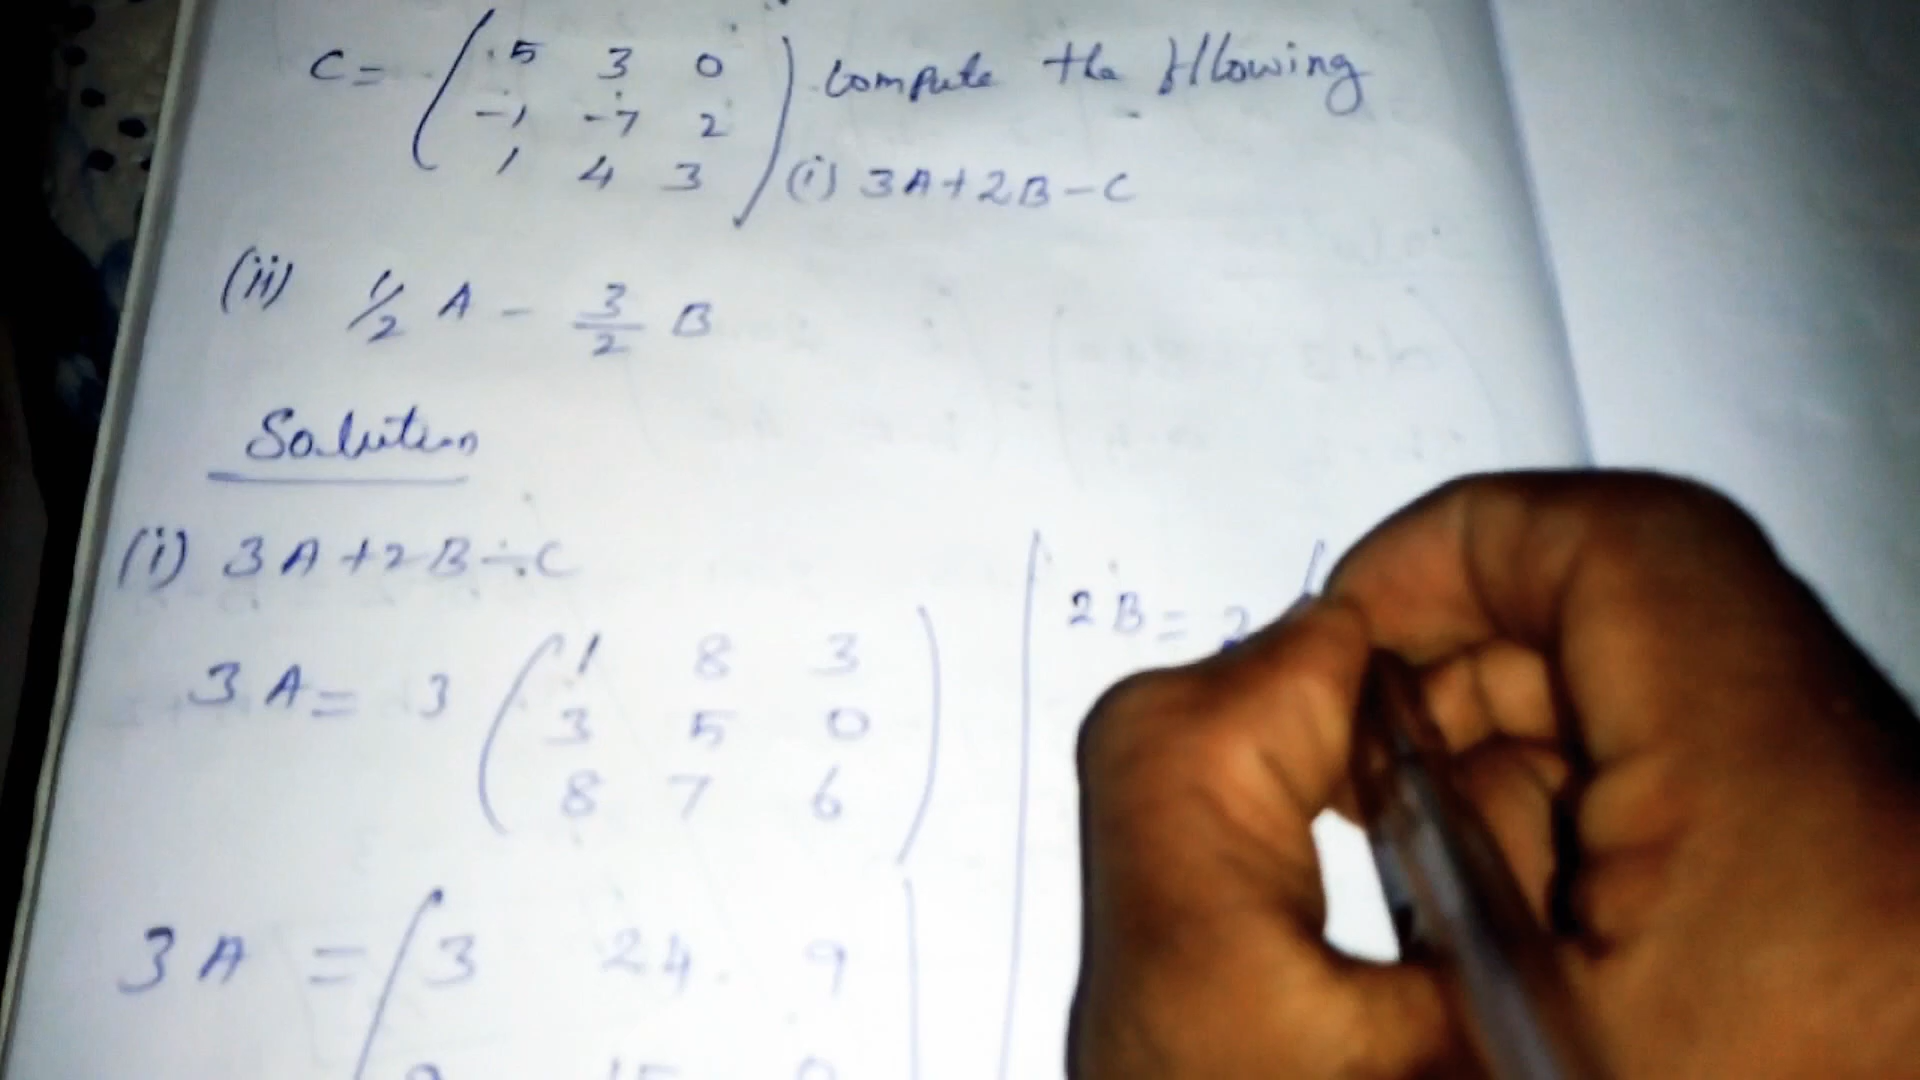 C = ( 5 3 0
-1 -7 2
1 4 3 ) compute the fllowing
(i) 3A+2B-C
(ii) 1/2 A - 3/2 B
Solution
(i) 3A+2B-C
3A = 3 ( 1 8 3
3 5 0
8 7 6 )
3A = ( 3 24 9
2B = 2 (